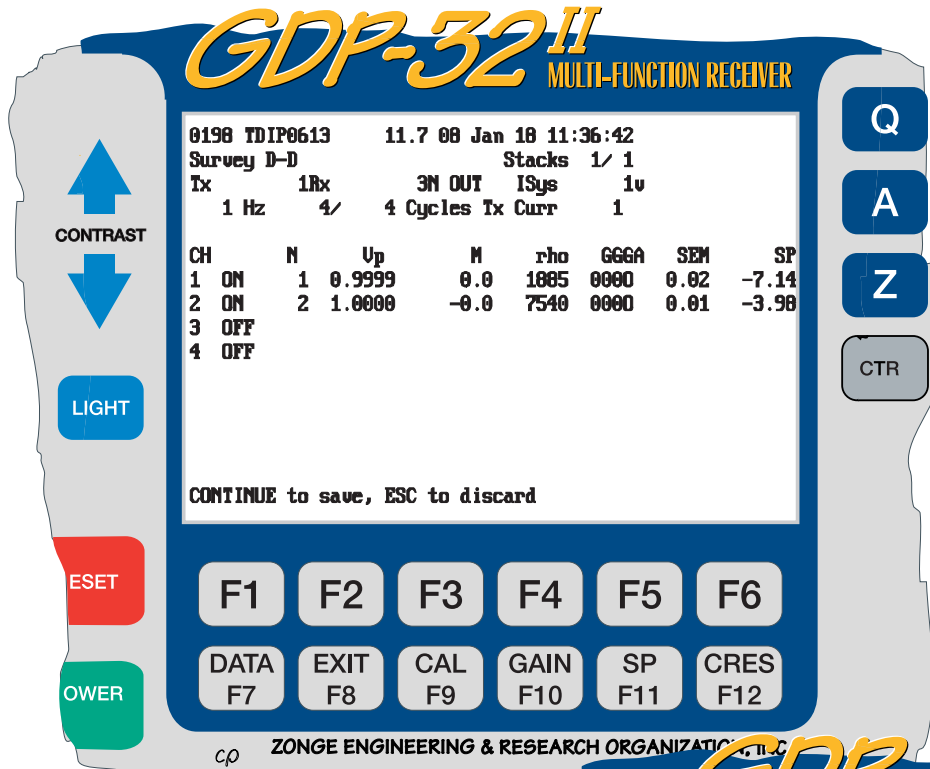 GDP-32 II
MULTI-FUNCTION RECEIVER
0198 TDIP0613 11.7 08 Jan 18 11:36:42
Survey D-D Stacks 1/ 1
Tx 1Rx 3N OUT ISys 1v
1 Hz 4/ 4 Cycles Tx Curr 1
CH N Vp M rho GGGA SEM SP
1 ON 1 0.9999 0.0 1885 0000 0.02 -7.14
2 ON 2 1.0000 -0.0 7540 0000 0.01 -3.90
3 OFF
4 OFF
CONTINUE to save, ESC to discard
CONTRAST
LIGHT
ESET
OWER
Q
A
Z
CTR
F1 F2 F3 F4 F5 F6
DATA EXIT CAL GAIN SP CRES
F7 F8 F9 F10 F11 F12
ZONGE ENGINEERING & RESEARCH ORGANIZATION, INC
GDP